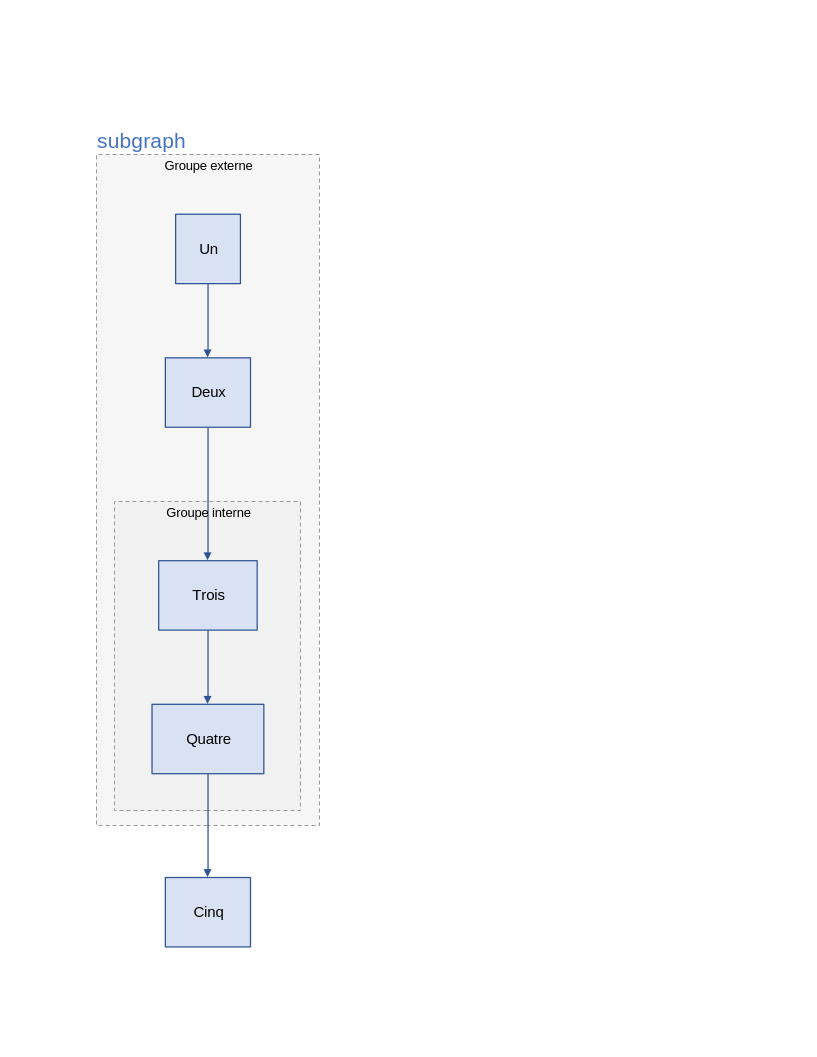 subgraph
Groupe externe
Un
Deux
Groupe interne
Trois
Quatre
Cinq